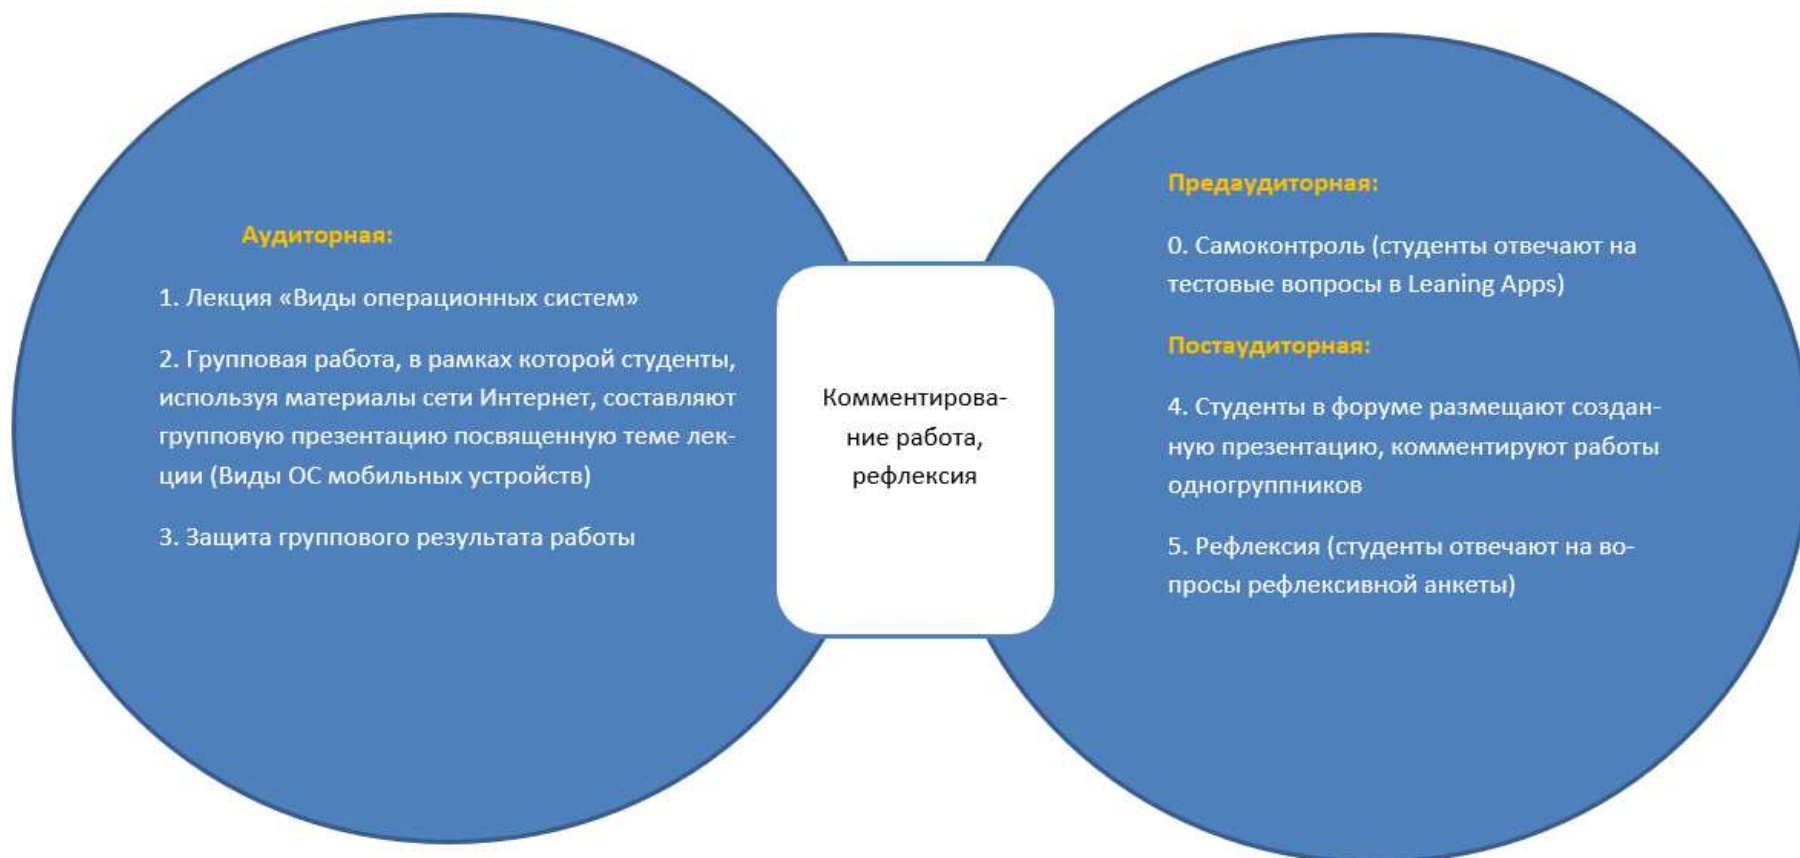 Аудиторная:
1. Лекция «Виды операционных систем»
2. Групповая работа, в рамках которой студенты,
используя материалы сети Интернет, составляют
групповую презентацию посвященную теме лек-
ции (Виды ОС мобильных устройств)
3. Защита группового результата работы
Комментирова-
ние работа,
рефлексия
Предаудиторная:
0. Самоконтроль (студенты отвечают на
тестовые вопросы в Leaning Apps)
Постаудиторная:
4. Студенты в форуме размещают создан-
ную презентацию, комментируют работы
одногруппников
5. Рефлексия (студенты отвечают на во-
просы рефлексивной анкеты)